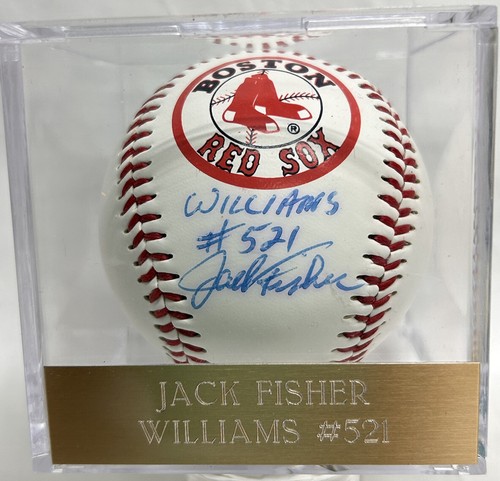 BOSTON
®
RED SOX
WILLIAMS
#521
Jack Fisher
JACK FISHER
WILLIAMS #521